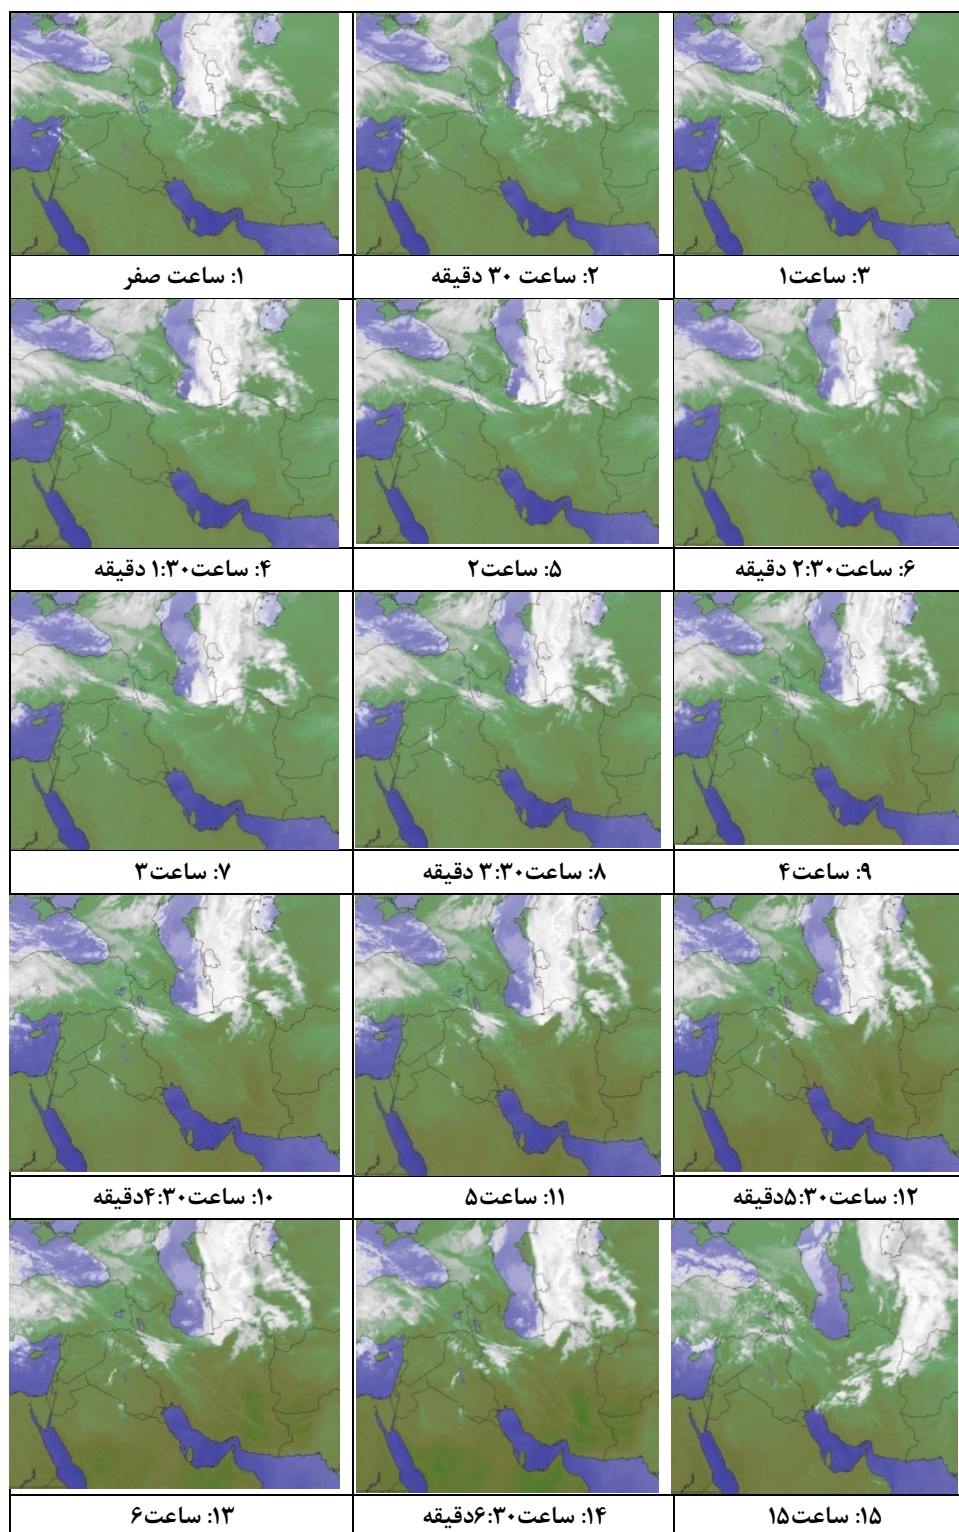 ۱: ساعت صفر
۲: ساعت ۳۰ دقیقه
۳: ساعت۱
۴: ساعت۱:۳۰ دقیقه
۵: ساعت۲
۶: ساعت۲:۳۰ دقیقه
۷: ساعت۳
۸: ساعت۳:۳۰ دقیقه
۹: ساعت۴
۱۰: ساعت۴:۳۰دقیقه
۱۱: ساعت۵
۱۲: ساعت۵:۳۰دقیقه
۱۳: ساعت۶
۱۴: ساعت۶:۳۰دقیقه
۱۵: ساعت۱۵